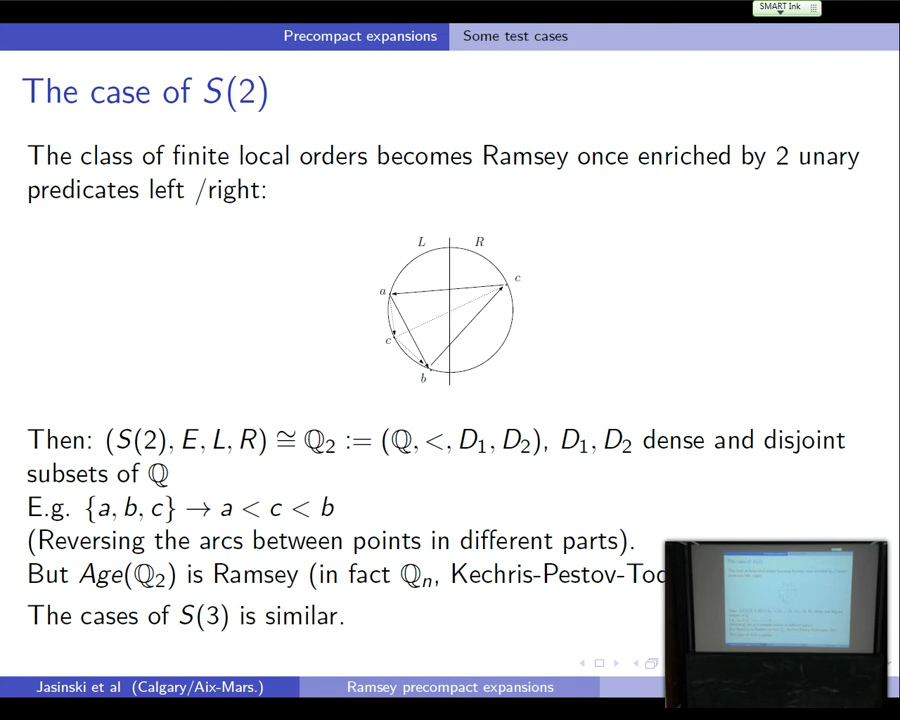 SMART Ink
Precompact expansions Some test cases
The case of S(2)
The class of finite local orders becomes Ramsey once enriched by 2 unary
predicates left /right:
L R
c
a
c
b
Then: (S(2), E, L, R) ≅ ℚ₂ := (ℚ, <, D₁, D₂), D₁, D₂ dense and disjoint
subsets of ℚ
E.g. {a, b, c} → a < c < b
(Reversing the arcs between points in different parts).
But Age(ℚ₂) is Ramsey (in fact ℚₙ, Kechris-Pestov-Tod
The cases of S(3) is similar.
Jasinski et al (Calgary/Aix-Mars.) Ramsey precompact expansions